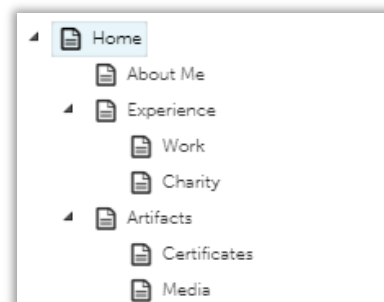 Home
About Me
Experience
Work
Charity
Artifacts
Certificates
Media